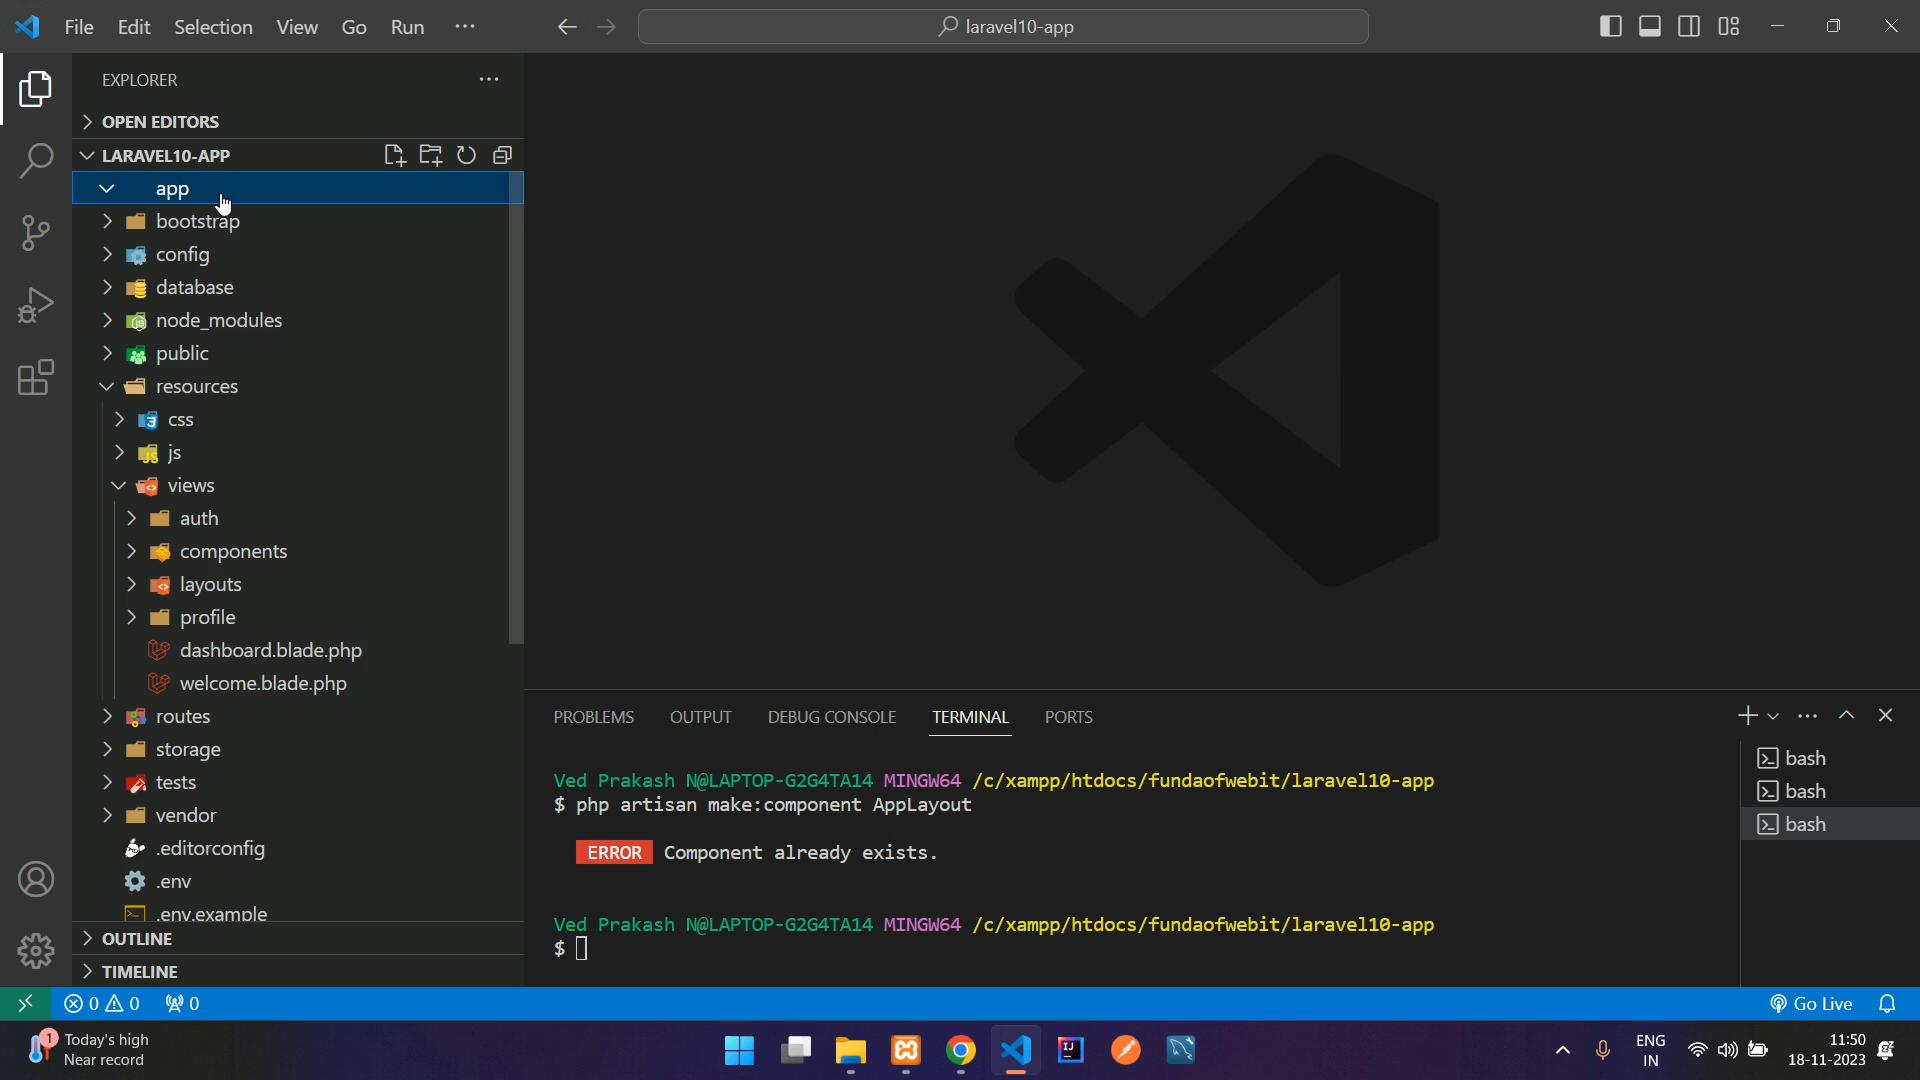 File Edit Selection View Go Run ···
laravel10-app
EXPLORER
OPEN EDITORS
LARAVEL10-APP
app
bootstrap
config
database
node_modules
public
resources
css
js
views
auth
components
layouts
profile
dashboard.blade.php
welcome.blade.php
routes
storage
tests
vendor
.editorconfig
.env
.env.example
OUTLINE
TIMELINE
PROBLEMS OUTPUT DEBUG CONSOLE TERMINAL PORTS
Ved Prakash N@LAPTOP-G2G4TA14 MINGW64 /c/xampp/htdocs/fundaofwebit/laravel10-app
$ php artisan make:component AppLayout
ERROR Component already exists.
Ved Prakash N@LAPTOP-G2G4TA14 MINGW64 /c/xampp/htdocs/fundaofwebit/laravel10-app
$
bash
bash
bash
0 0 0
Go Live
1
Today's high
Near record
ENG
IN
11:50
18-11-2023